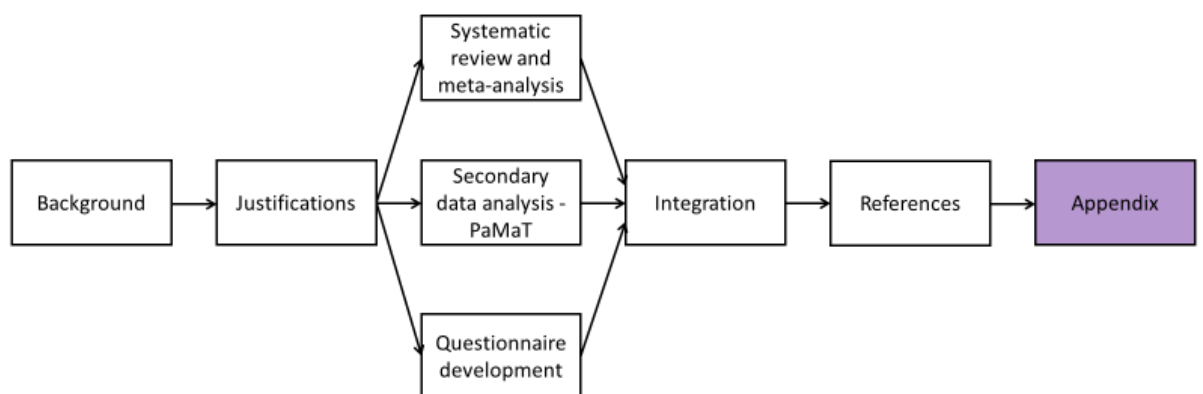 Systematic
review and
meta-analysis
Background
Justifications
Secondary
data analysis -
PaMaT
Integration
References
Appendix
Questionnaire
development